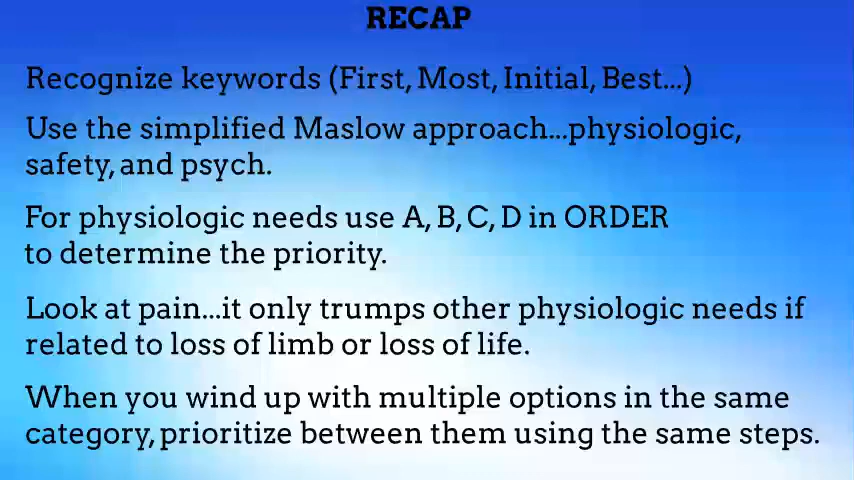 RECAP
Recognize keywords (First, Most, Initial, Best...)
Use the simplified Maslow approach...physiologic,
safety, and psych.
For physiologic needs use A, B, C, D in ORDER
to determine the priority.
Look at pain...it only trumps other physiologic needs if
related to loss of limb or loss of life.
When you wind up with multiple options in the same
category, prioritize between them using the same steps.